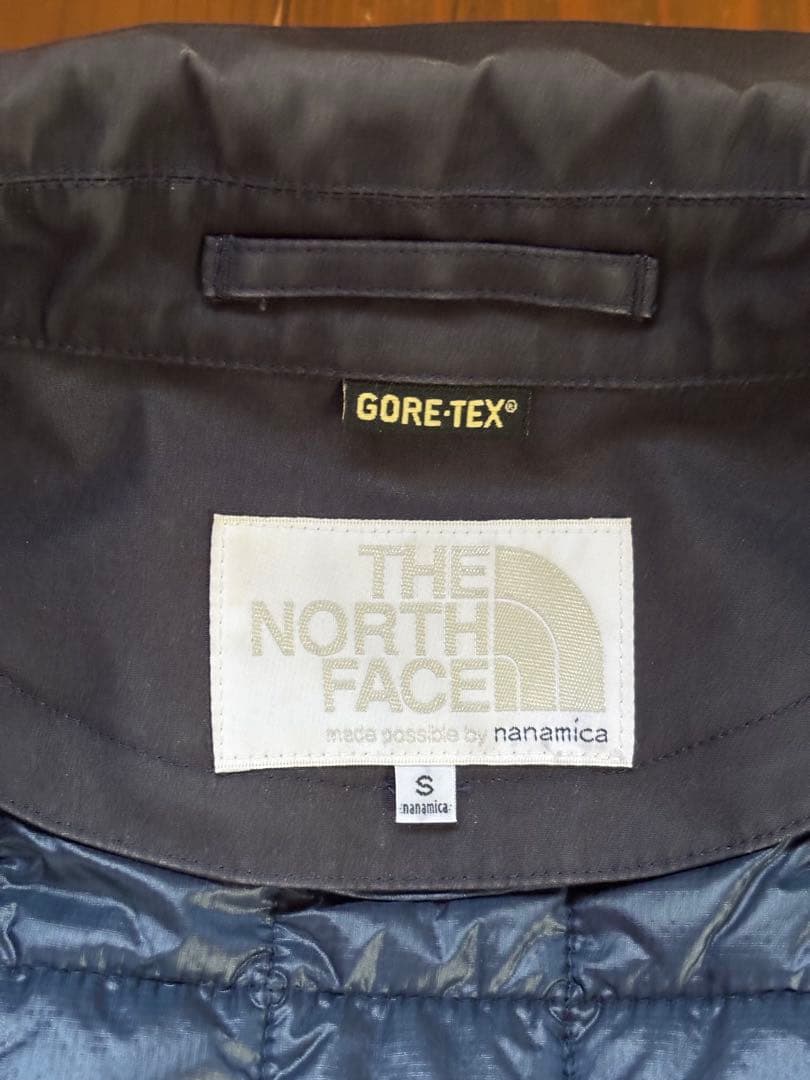 GORE-TEX®
THE
NORTH
FACE
made possible by nanamica
S
nanamica